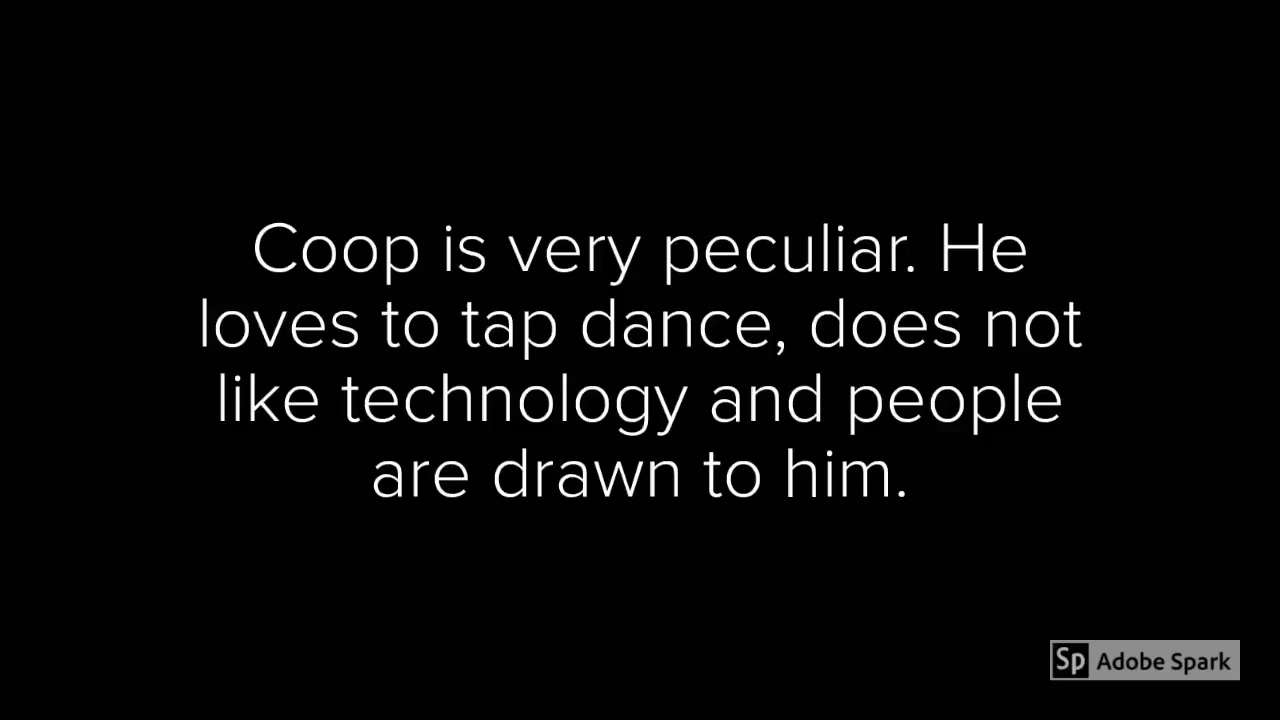 Coop is very peculiar. He
loves to tap dance, does not
like technology and people
are drawn to him.
Sp Adobe Spark